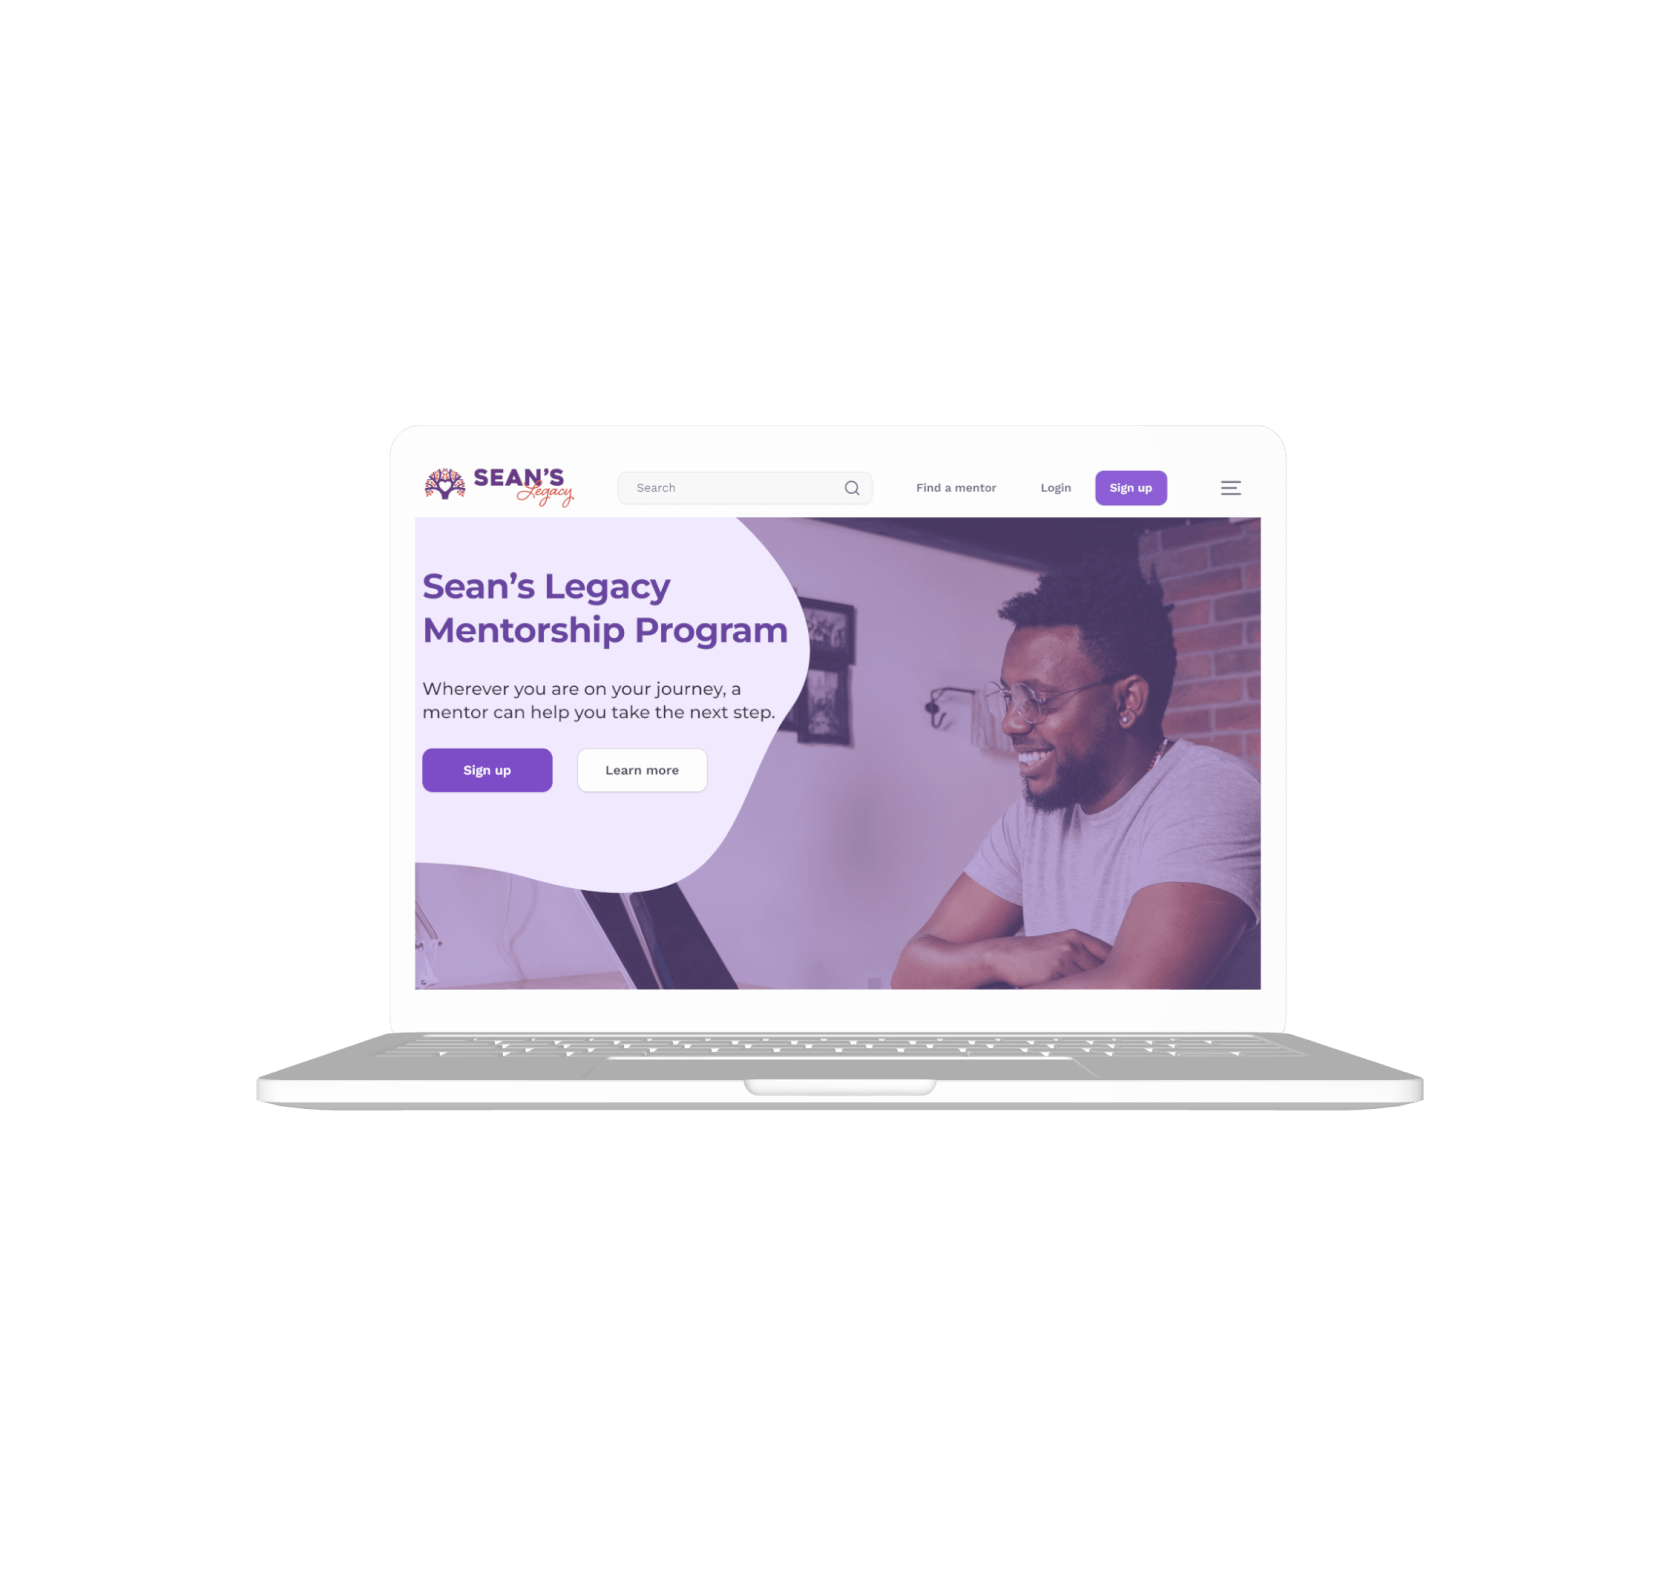 SEAN'S
Legacy
Search
Find a mentor
Login
Sign up
Sean's Legacy
Mentorship Program
Wherever you are on your journey, a
mentor can help you take the next step.
Sign up
Learn more